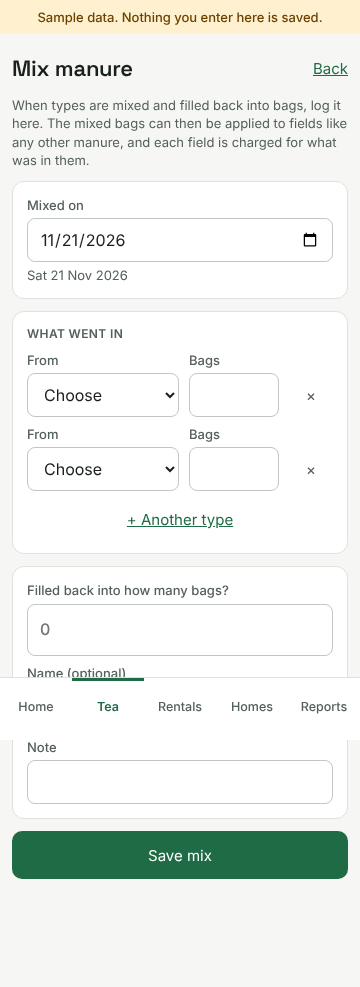 Sample data. Nothing you enter here is saved.
Mix manure
Back
When types are mixed and filled back into bags, log it
here. The mixed bags can then be applied to fields like
any other manure, and each field is charged for what
was in them.
Mixed on
11/21/2026
Sat 21 Nov 2026
WHAT WENT IN
From Bags
Choose ×
From Bags
Choose ×
+ Another type
Filled back into how many bags?
0
Name (optional)
Home Tea Rentals Homes Reports
Note
Save mix